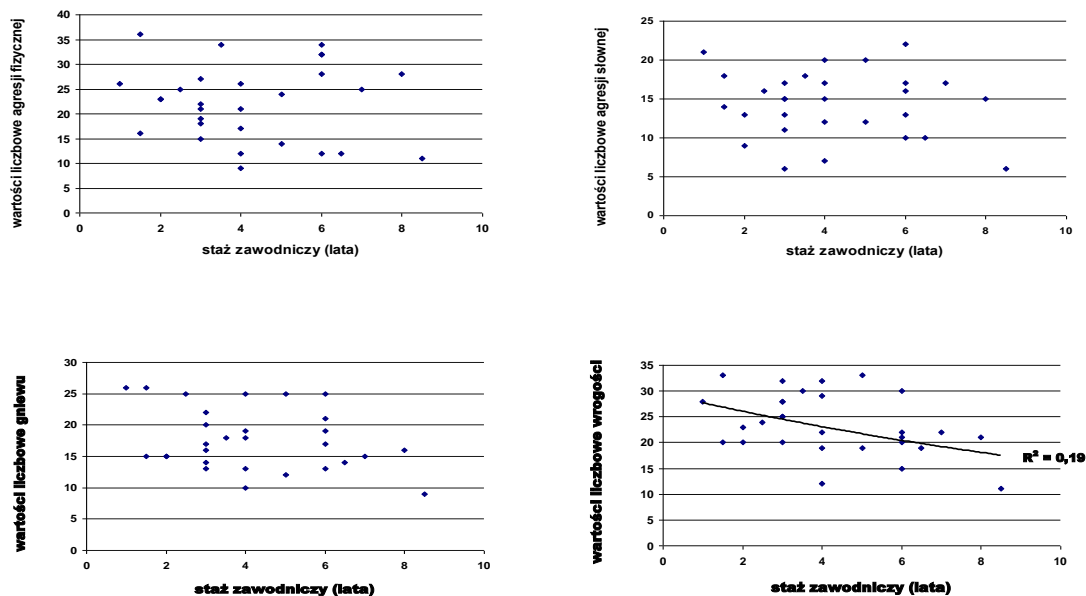 wartości liczbowe agresji fizycznej
40
35
30
25
20
15
10
5
0
0 2 4 6 8 10
staż zawodniczy (lata)
wartości liczbowe agresji słownej
25
20
15
10
5
0
0 2 4 6 8 10
staż zawodniczy (lata)
wartości liczbowe gniewu
30
25
20
15
10
5
0
0 2 4 6 8 10
staż zawodniczy (lata)
wartości liczbowe wrogości
35
30
25
20
15
10
5
0
R² = 0,19
0 2 4 6 8 10
staż zawodniczy (lata)